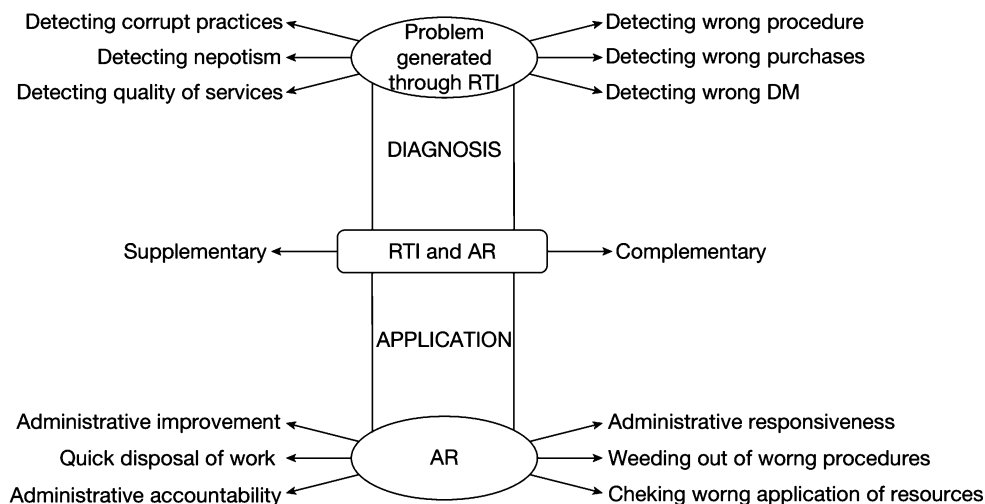 Detecting corrupt practices
Problem
generated
through RTI
Detecting wrong procedure
Detecting nepotism
Detecting wrong purchases
Detecting quality of services
Detecting wrong DM
DIAGNOSIS
Supplementary
RTI and AR
Complementary
APPLICATION
Administrative improvement
Administrative responsiveness
Quick disposal of work
AR
Weeding out of worng procedures
Administrative accountability
Cheking worng application of resources